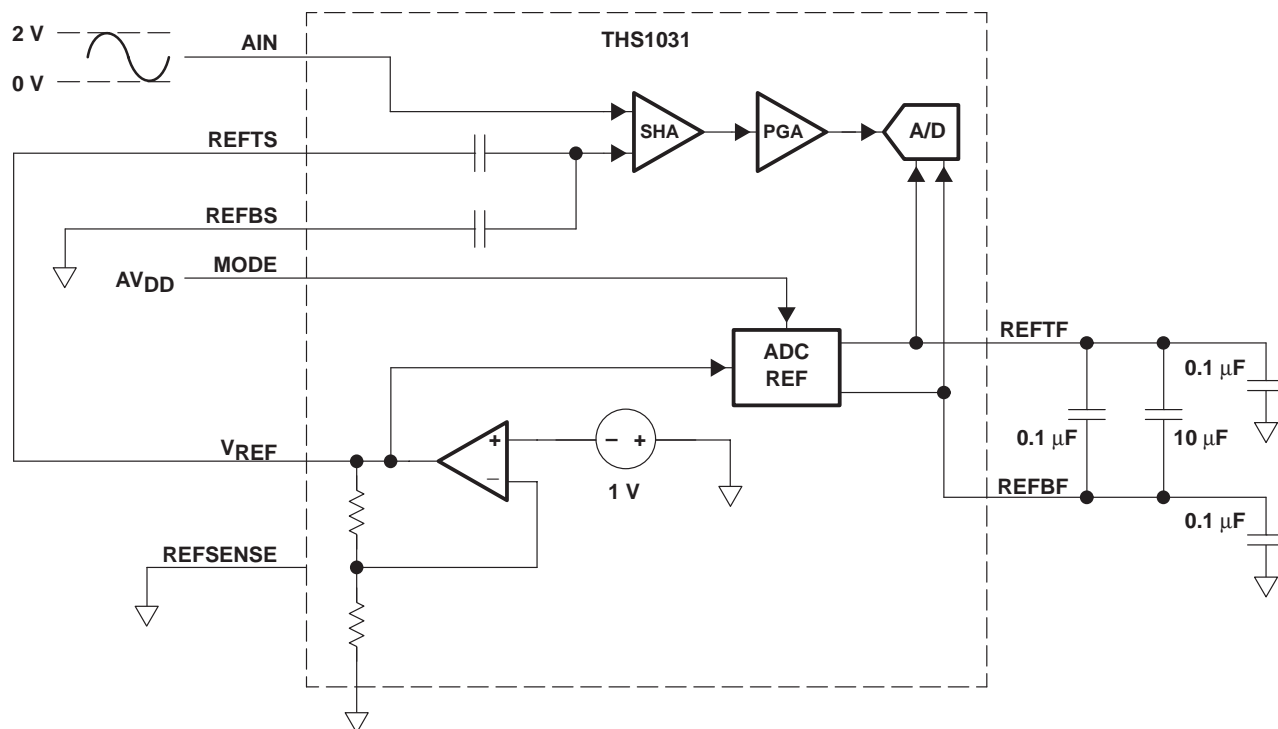 THS1031
2 V
0 V
AIN
SHA
PGA
A/D
REFTS
REFBS
MODE
AVDD
ADC
REF
REFTF
0.1 μF
0.1 μF
10 μF
VREF
+
−
− +
1 V
REFBF
0.1 μF
REFSENSE